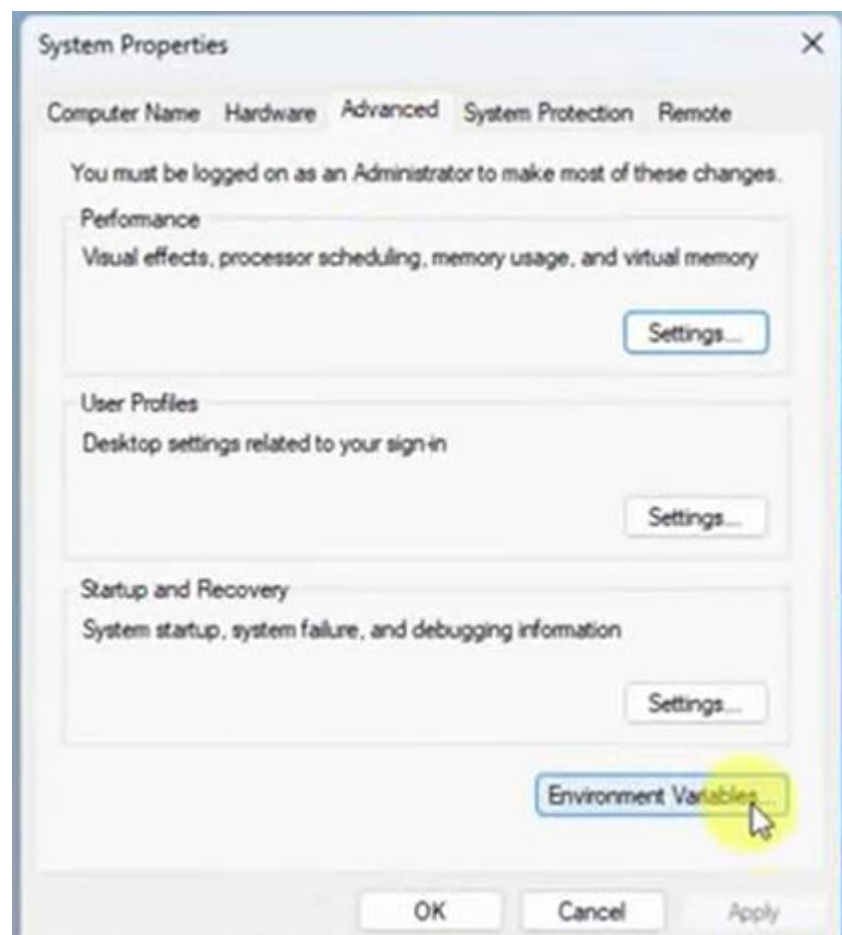 System Properties
Computer Name Hardware Advanced System Protection Remote
You must be logged on as an Administrator to make most of these changes.
Performance
Visual effects, processor scheduling, memory usage, and virtual memory
Settings...
User Profiles
Desktop settings related to your sign-in
Settings...
Startup and Recovery
System startup, system failure, and debugging information
Settings...
Environment Variables...
OK Cancel Apply